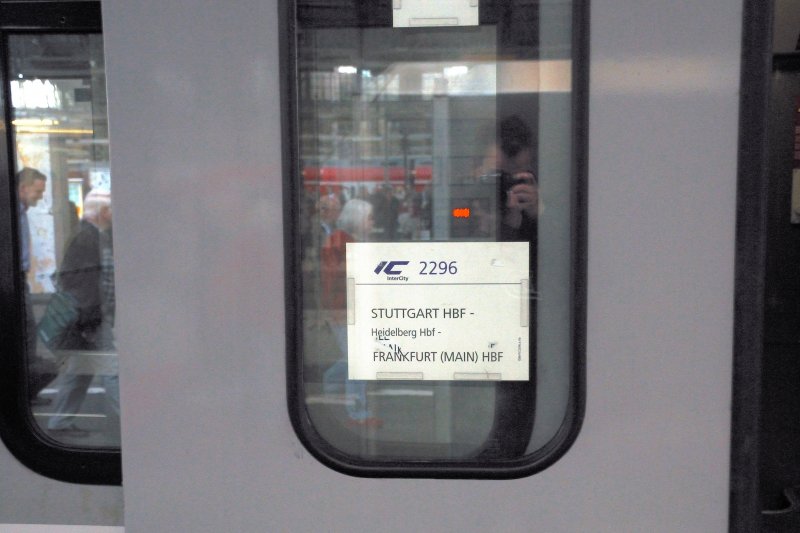 IC 2296
InterCity
STUTTGART HBF -
Heidelberg Hbf -
FRANKFURT (MAIN) HBF